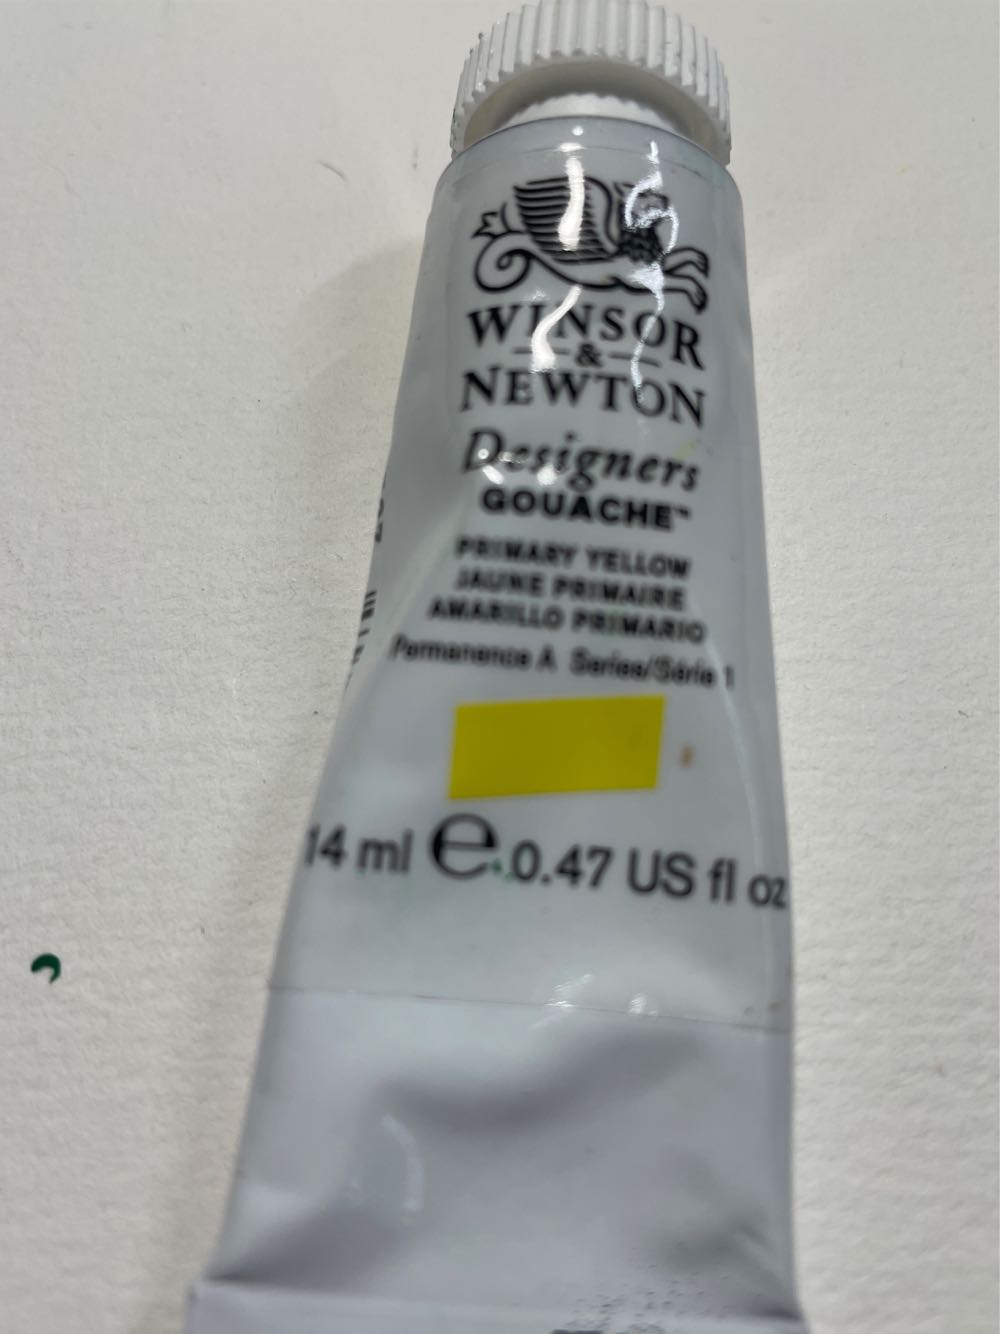 WINSOR
&
NEWTON
Designers
GOUACHE™
PRIMARY YELLOW
JAUNE PRIMAIRE
AMARILLO PRIMARIO
Permanence A Series/Série 1
14 ml e 0.47 US fl oz